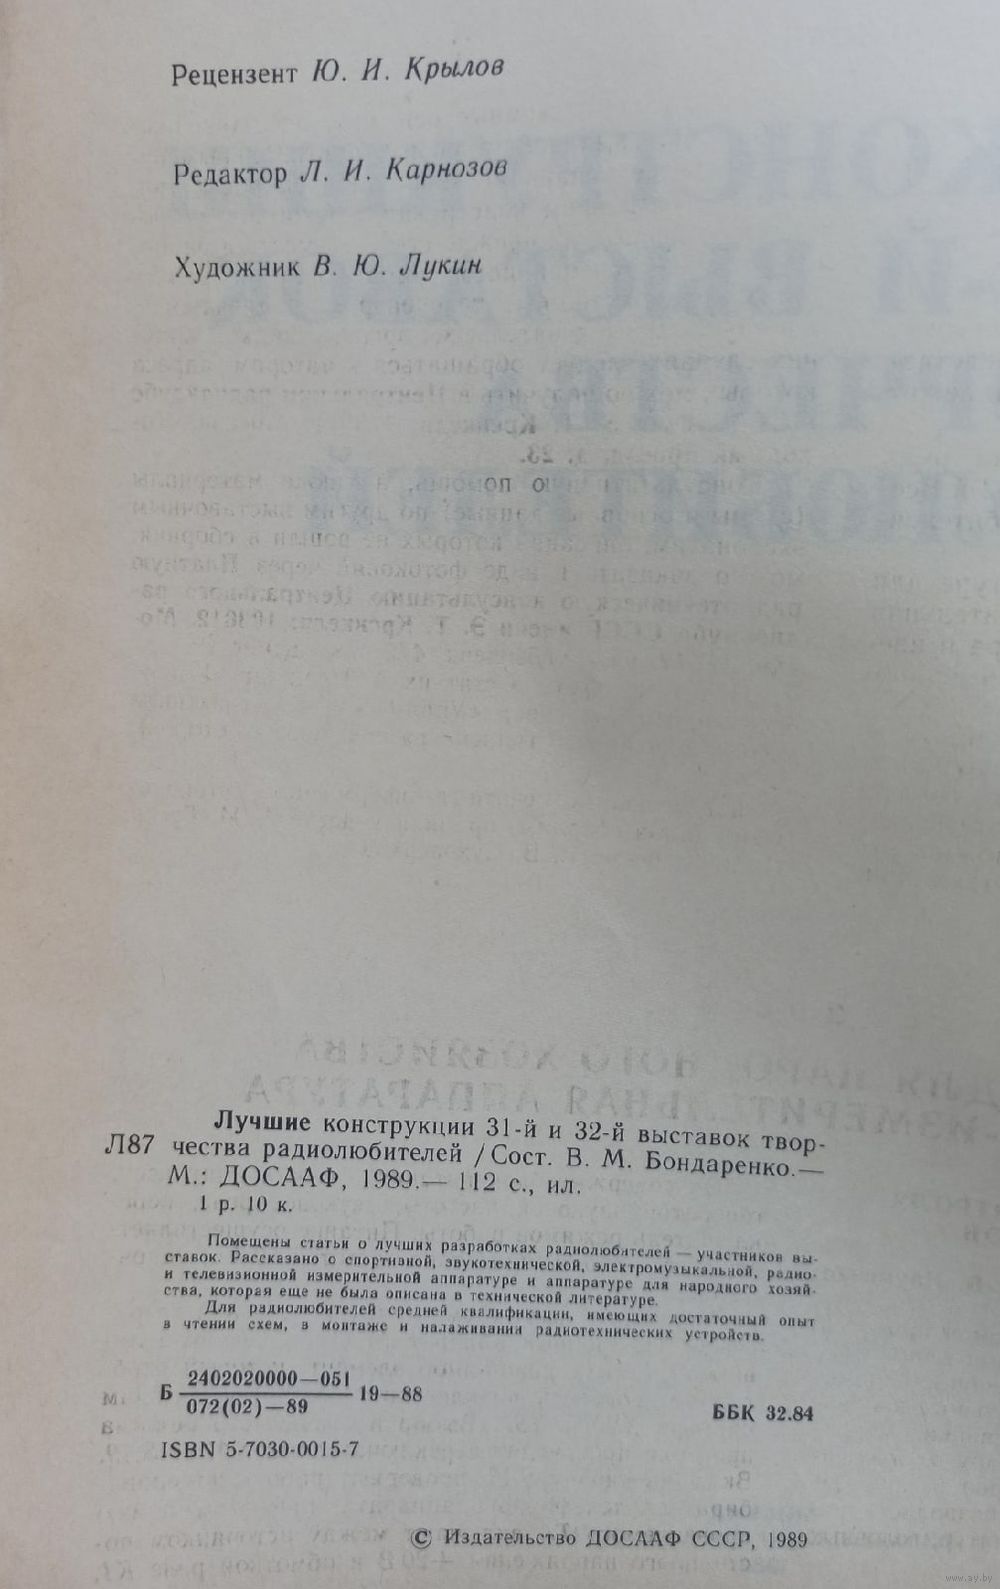 Рецензент Ю. И. Крылов
Редактор Л. И. Карнозов
Художник В. Ю. Лукин
Лучшие конструкции 31-й и 32-й выставок твор-
Л87 чества радиолюбителей / Сост. В. М. Бондаренко.—
М.: ДОСААФ, 1989.— 112 с., ил.
1 р. 10 к.
Помещены статьи о лучших разработках радиолюбителей — участников вы-
ставок. Рассказано о спортивной, звукотехнической, электромузыкальной, радио-
и телевизионной измерительной аппаратуре и аппаратуре для народного хозяй-
ства, которая еще не была описана в технической литературе.
Для радиолюбителей средней квалификации, имеющих достаточный опыт
в чтении схем, в монтаже и налаживании радиотехнических устройств.
2402020000—051
Б 19—88
072(02)—89
ББК 32.84
ISBN 5-7030-0015-7
© Издательство ДОСААФ СССР, 1989
www.ay.by